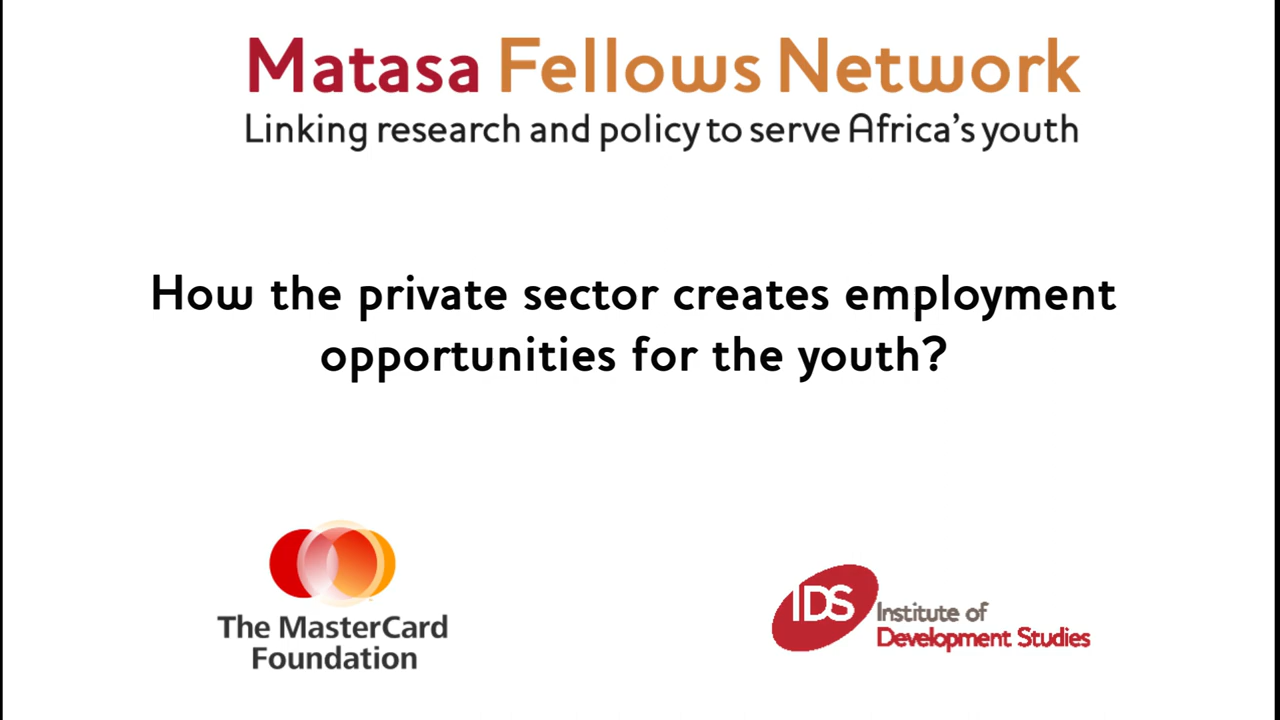 Matasa Fellows Network
Linking research and policy to serve Africa's youth
How the private sector creates employment
opportunities for the youth?
The MasterCard
Foundation
IDS
Institute of
Development Studies